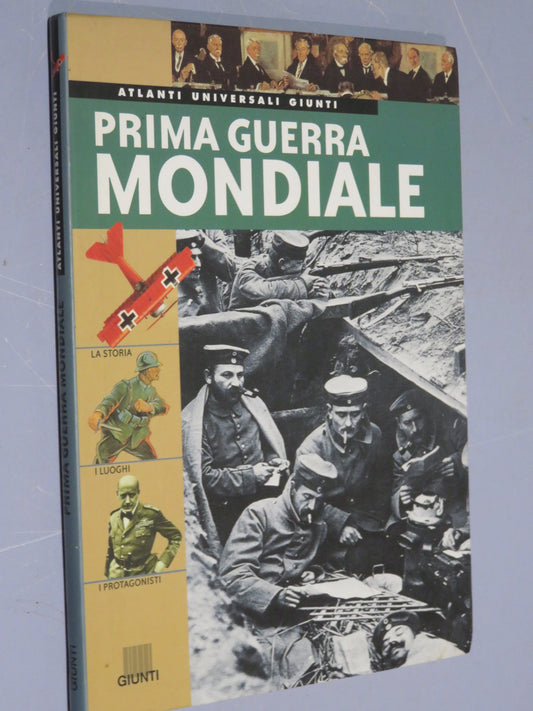 ATLANTI UNIVERSALI GIUNTI
PRIMA GUERRA
MONDIALE
LA STORIA
I LUOGHI
I PROTAGONISTI
GIUNTI
ATLANTI UNIVERSALI GIUNTI
PRIMA GUERRA MONDIALE
GIUNTI